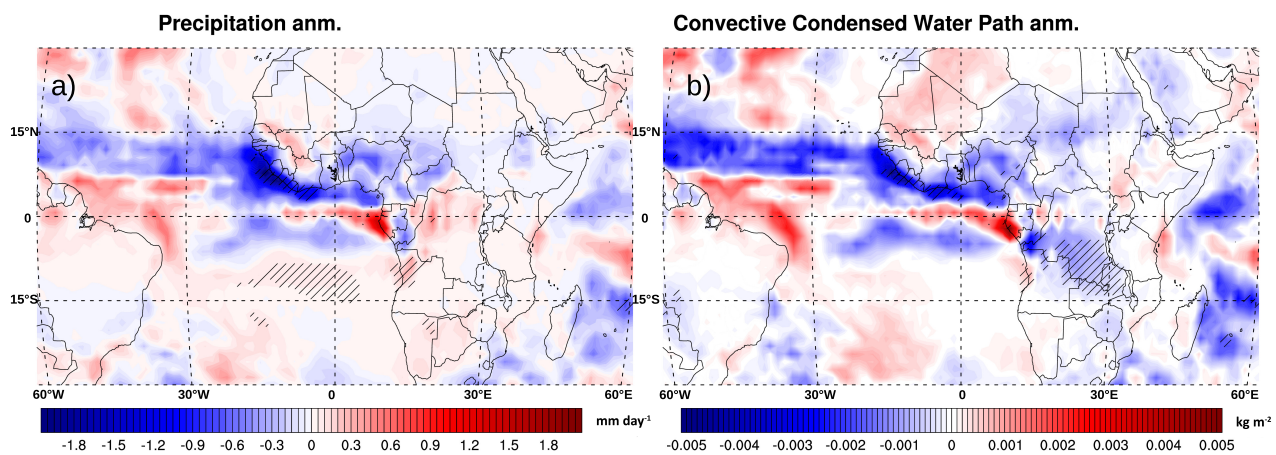 Precipitation anm.
Convective Condensed Water Path anm.
a)
b)
15°N
15°N
0
0
15°S
15°S
60°W 30°W 0 30°E 60°E
60°W 30°W 0 30°E 60°E
-1.8 -1.5 -1.2 -0.9 -0.6 -0.3 0 0.3 0.6 0.9 1.2 1.5 1.8 mm day-1
-0.005 -0.004 -0.003 -0.002 -0.001 0 0.001 0.002 0.003 0.004 0.005 kg m-2